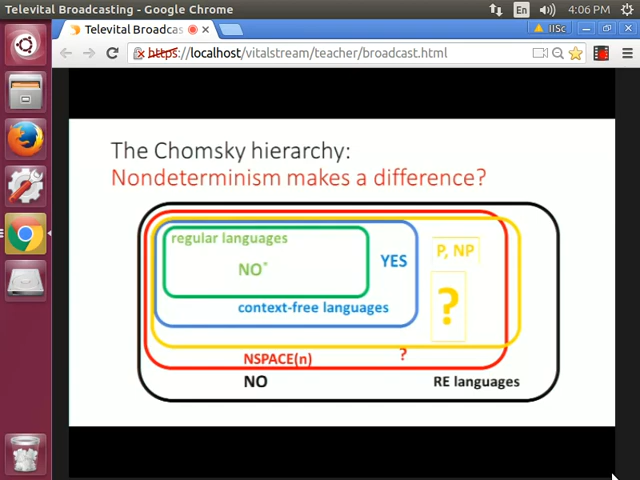 Televital Broadcasting - Google Chrome
En
4:06 PM
Televital Broadcas
IISc
https://localhost/vitalstream/teacher/broadcast.html
The Chomsky hierarchy:
Nondeterminism makes a difference?
regular languages
NO*
YES
P, NP
?
context-free languages
NSPACE(n)
?
NO
RE languages